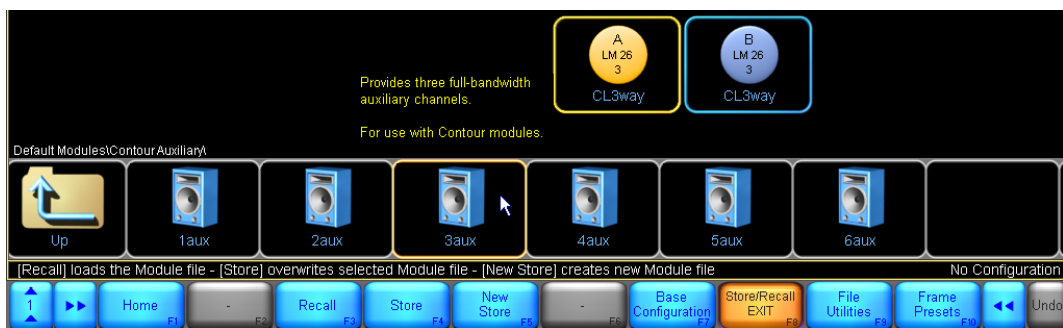 A
LM 26
3
CL3way
B
LM 26
3
CL3way
Provides three full-bandwidth
auxiliary channels.
For use with Contour modules.
Default Modules\Contour Auxiliary\
Up
1aux
2aux
3aux
4aux
5aux
6aux
[Recall] loads the Module file - [Store] overwrites selected Module file - [New Store] creates new Module file
No Configuration
1
Home
F1
-
F2
Recall
F3
Store
F4
New
Store
F5
-
F6
Base
Configuration
F7
Store/Recall
EXIT
F8
File
Utilities
F9
Frame
Presets
F10
Undo